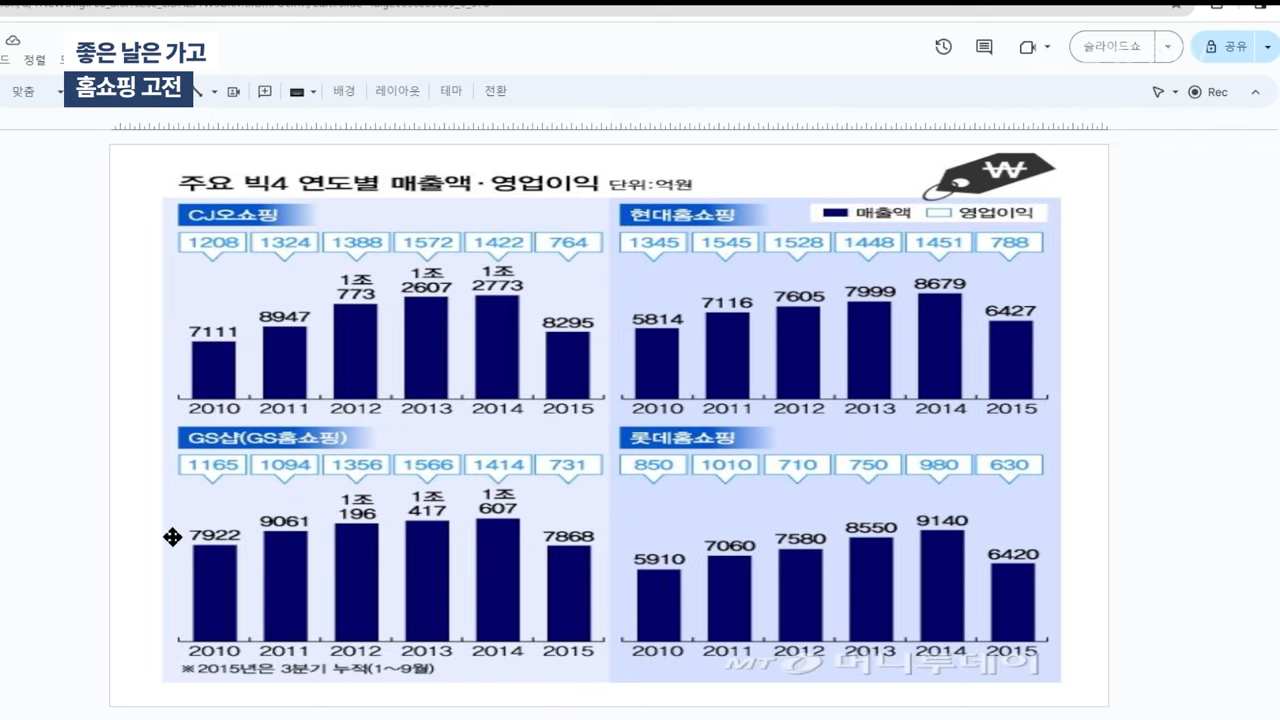 좋은 날은 가고
홈쇼핑 고전
드 정렬
슬라이드쇼
공유
맞춤
배경 레이아웃 테마 전환
Rec
주요 빅4 연도별 매출액·영업이익 단위:억원
₩
CJ오쇼핑
1208 1324 1388 1572 1422 764
7111 8947 1조 773 1조 2607 1조 2773 8295
2010 2011 2012 2013 2014 2015
현대홈쇼핑
매출액 영업이익
1345 1545 1528 1448 1451 788
5814 7116 7605 7999 8679 6427
2010 2011 2012 2013 2014 2015
GS샵(GS홈쇼핑)
1165 1094 1356 1566 1414 731
7922 9061 1조 196 1조 417 1조 607 7868
2010 2011 2012 2013 2014 2015
※2015년은 3분기 누적(1~9월)
롯데홈쇼핑
850 1010 710 750 980 630
5910 7060 7580 8550 9140 6420
2010 2011 2012 2013 2014 2015
MT 머니투데이